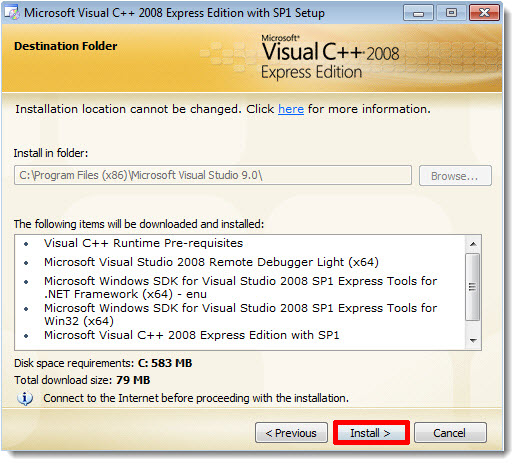 Microsoft Visual C++ 2008 Express Edition with SP1 Setup
Destination Folder
Microsoft®
Visual C++ 2008
Express Edition
Installation location cannot be changed. Click here for more information.
Install in folder:
C:\Program Files (x86)\Microsoft Visual Studio 9.0\
Browse...
The following items will be downloaded and installed:
• Visual C++ Runtime Pre-requisites
• Microsoft Visual Studio 2008 Remote Debugger Light (x64)
• Microsoft Windows SDK for Visual Studio 2008 SP1 Express Tools for
.NET Framework (x64) - enu
• Microsoft Windows SDK for Visual Studio 2008 SP1 Express Tools for
Win32 (x64)
• Microsoft Visual C++ 2008 Express Edition with SP1
Disk space requirements: C: 583 MB
Total download size: 79 MB
Connect to the Internet before proceeding with the installation.
< Previous
Install >
Cancel